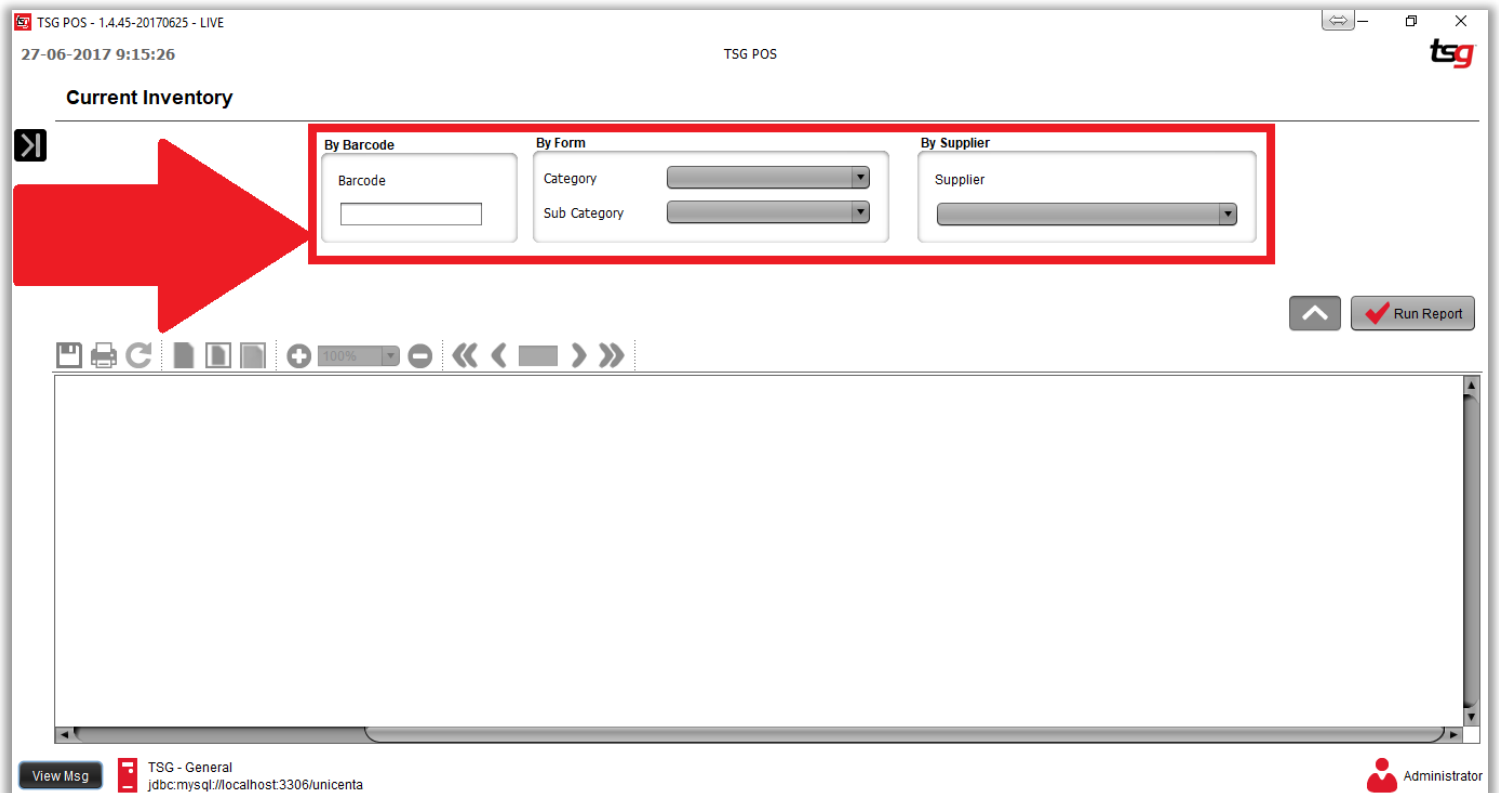 TSG POS - 1.4.45-20170625 - LIVE
27-06-2017 9:15:26
TSG POS
tsg
Current Inventory
By Barcode
By Form
By Supplier
Barcode
Category
Supplier
Sub Category
Run Report
100%
View Msg
TSG - General
jdbc:mysql://localhost:3306/unicenta
Administrator